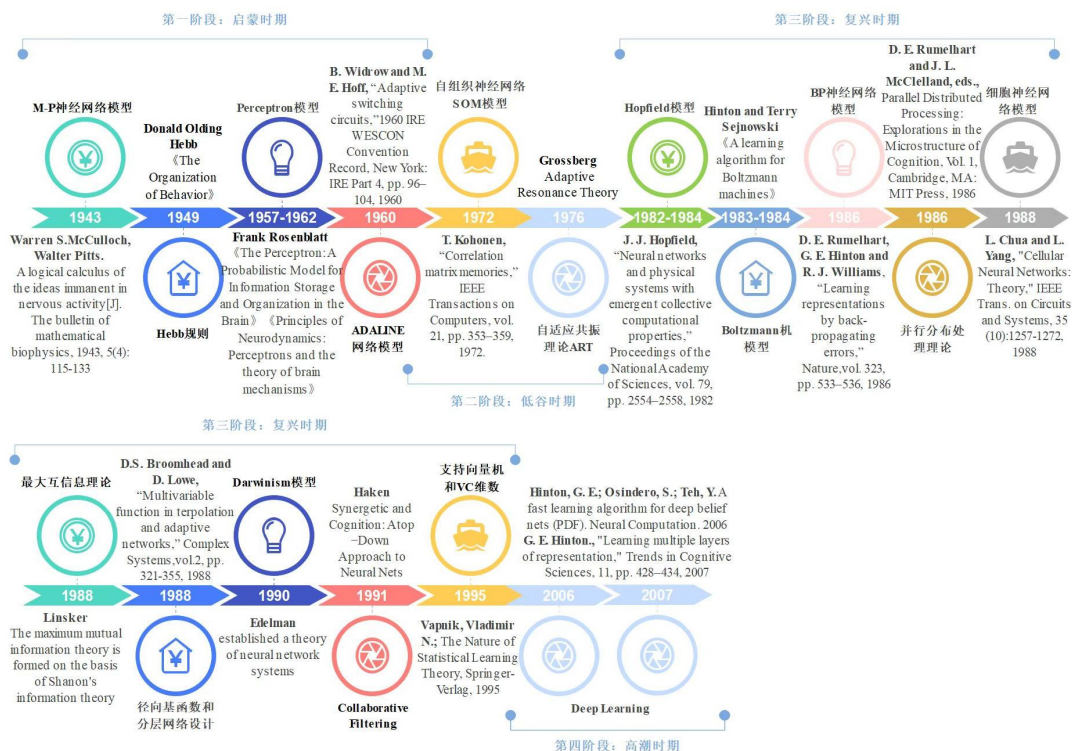 第一阶段：启蒙时期
M-P神经网络模型
1943
Warren S.McCulloch,
Walter Pitts.
A logical calculus of
the ideas immanent in
nervous activity[J].
The bulletin of
mathematical
biophysics, 1943, 5(4):
115-133
Donald Olding
Hebb
《The
Organization
of Behavior》
1949
Hebb规则
Perceptron模型
1957-1962
Frank Rosenblatt
《The Perceptron: A
Probabilistic Model for
Information Storage
and Organization in the
Brain》《Principles of
Neurodynamics:
Perceptrons and the
theory of brain
mechanisms》
B. Widrow and M.
E. Hoff, “Adaptive
switching
circuits,”1960 IRE
WESCON
Convention
Record, New York:
IRE Part 4, pp. 96–
104, 1960
1960
ADALINE
网络模型
自组织神经网络
SOM模型
1972
T. Kohonen,
“Correlation
matrix memories,”
IEEE
Transactions on
Computers, vol.
21, pp. 353–359,
1972.
Grossberg
Adaptive
Resonance Theory
1976
自适应共振
理论ART
第二阶段：低谷时期
第三阶段：复兴时期
Hopfield模型
1982-1984
J. J. Hopfield,
“Neural networks
and physical
systems with
emergent collective
computational
properties,”
Proceedings of the
National Academy
of Sciences, vol. 79,
pp. 2554–2558, 1982
Hinton and Terry
Sejnowski
《A learning
algorithm for
Boltzmann
machines》
1983-1984
Boltzmann机
模型
BP神经网络
模型
1986
D. E. Rumelhart,
G. E. Hinton and
R. J. Williams,
“Learning
representations
by back-
propagating
errors,”
Nature,vol. 323,
pp. 533–536, 1986
D. E. Rumelhart
and J. L.
McClelland, eds.,
Parallel Distributed
Processing:
Explorations in the
Microstructure of
Cognition, Vol. 1,
Cambridge, MA:
MIT Press, 1986
1986
并行分布处
理理论
细胞神经网
络模型
1988
L. Chua and L.
Yang, "Cellular
Neural Networks:
Theory," IEEE
Trans. on Circuits
and Systems, 35
(10):1257-1272,
1988
第三阶段：复兴时期
最大互信息理论
1988
Linsker
The maximum mutual
information theory is
formed on the basis
of Shanon's
information theory
D.S. Broomhead and
D. Lowe,
“Multivariable
function in terpolation
and adaptive
networks,” Complex
Systems,vol.2, pp.
321-355, 1988
1988
径向基函数和
分层网络设计
Darwinism模型
1990
Edelman
established a theory
of neural network
systems
Haken
Synergetic and
Cognition: Atop
−Down
Approach to
Neural Nets
1991
Collaborative
Filtering
支持向量机
和VC维数
1995
Vapnik, Vladimir
N.; The Nature of
Statistical Learning
Theory, Springer-
Verlag, 1995
Hinton, G. E.; Osindero, S.; Teh, Y. A
fast learning algorithm for deep belief
nets (PDF). Neural Computation. 2006
G. E. Hinton., "Learning multiple layers
of representation," Trends in Cognitive
Sciences, 11, pp. 428–434, 2007
2006
2007
Deep Learning
第四阶段：高潮时期